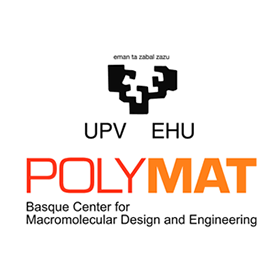 eman ta zabal zazu
UPV EHU
POLYMAT
Basque Center for
Macromolecular Design and Engineering